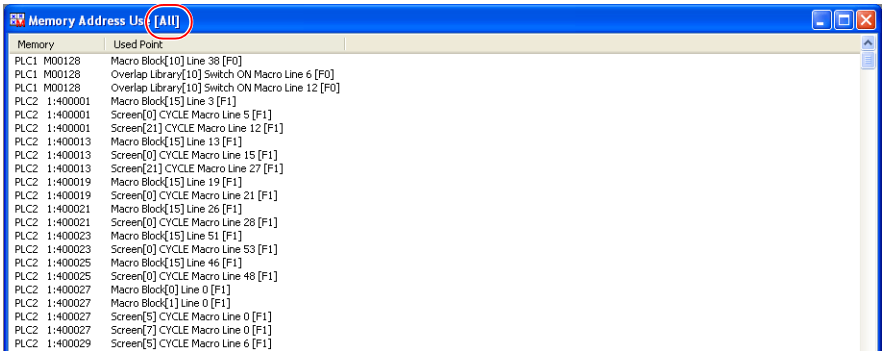 Memory Address Use [All]
Memory Used Point
PLC1 M00128 Macro Block[10] Line 38 [F0]
PLC1 M00128 Overlap Library[10] Switch ON Macro Line 6 [F0]
PLC1 M00128 Overlap Library[10] Switch ON Macro Line 12 [F0]
PLC2 1:400001 Macro Block[15] Line 3 [F1]
PLC2 1:400001 Screen[0] CYCLE Macro Line 5 [F1]
PLC2 1:400001 Screen[21] CYCLE Macro Line 12 [F1]
PLC2 1:400013 Macro Block[15] Line 13 [F1]
PLC2 1:400013 Screen[0] CYCLE Macro Line 15 [F1]
PLC2 1:400013 Screen[21] CYCLE Macro Line 27 [F1]
PLC2 1:400019 Macro Block[15] Line 19 [F1]
PLC2 1:400019 Screen[0] CYCLE Macro Line 21 [F1]
PLC2 1:400021 Macro Block[15] Line 26 [F1]
PLC2 1:400021 Screen[0] CYCLE Macro Line 28 [F1]
PLC2 1:400023 Macro Block[15] Line 51 [F1]
PLC2 1:400023 Screen[0] CYCLE Macro Line 53 [F1]
PLC2 1:400025 Macro Block[15] Line 46 [F1]
PLC2 1:400025 Screen[0] CYCLE Macro Line 48 [F1]
PLC2 1:400027 Macro Block[0] Line 0 [F1]
PLC2 1:400027 Macro Block[1] Line 0 [F1]
PLC2 1:400027 Screen[5] CYCLE Macro Line 0 [F1]
PLC2 1:400027 Screen[7] CYCLE Macro Line 0 [F1]
PLC2 1:400029 Screen[5] CYCLE Macro Line 6 [F1]